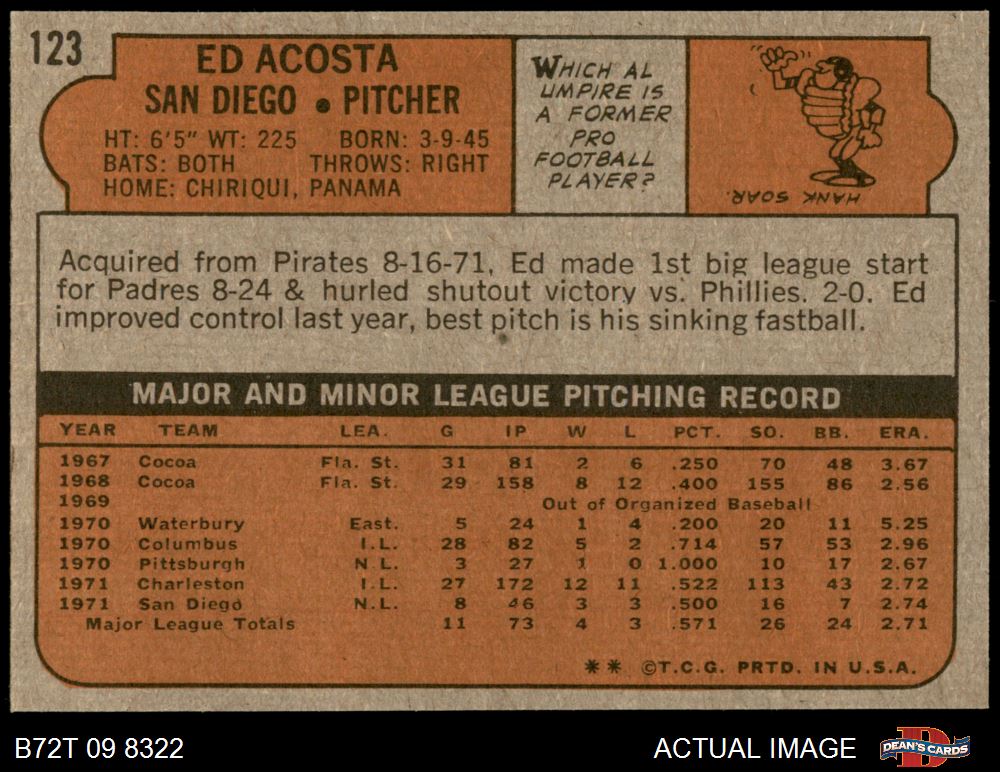 123
ED ACOSTA
SAN DIEGO • PITCHER
HT: 6'5" WT: 225 BORN: 3-9-45
BATS: BOTH THROWS: RIGHT
HOME: CHIRIQUI, PANAMA
WHICH AL
UMPIRE IS
A FORMER
PRO
FOOTBALL
PLAYER?
HANK SOAR.
Acquired from Pirates 8-16-71, Ed made 1st big league start
for Padres 8-24 & hurled shutout victory vs. Phillies. 2-0. Ed
improved control last year, best pitch is his sinking fastball.
MAJOR AND MINOR LEAGUE PITCHING RECORD
YEAR TEAM LEA. G IP W L PCT. SO. BB. ERA.
1967 Cocoa Fla. St. 31 81 2 6 .250 70 48 3.67
1968 Cocoa Fla. St. 29 158 8 12 .400 155 86 2.56
1969 Out of Organized Baseball
1970 Waterbury East. 5 24 1 4 .200 20 11 5.25
1970 Columbus I.L. 28 82 5 2 .714 57 53 2.96
1970 Pittsburgh N.L. 3 27 1 0 1.000 10 17 2.67
1971 Charleston I.L. 27 172 12 11 .522 113 43 2.72
1971 San Diego N.L. 8 46 3 3 .500 16 7 2.74
Major League Totals 11 73 4 3 .571 26 24 2.71
** ©T.C.G. PRTD. IN U.S.A.
B72T 09 8322
ACTUAL IMAGE
D
DEAN'S CARDS